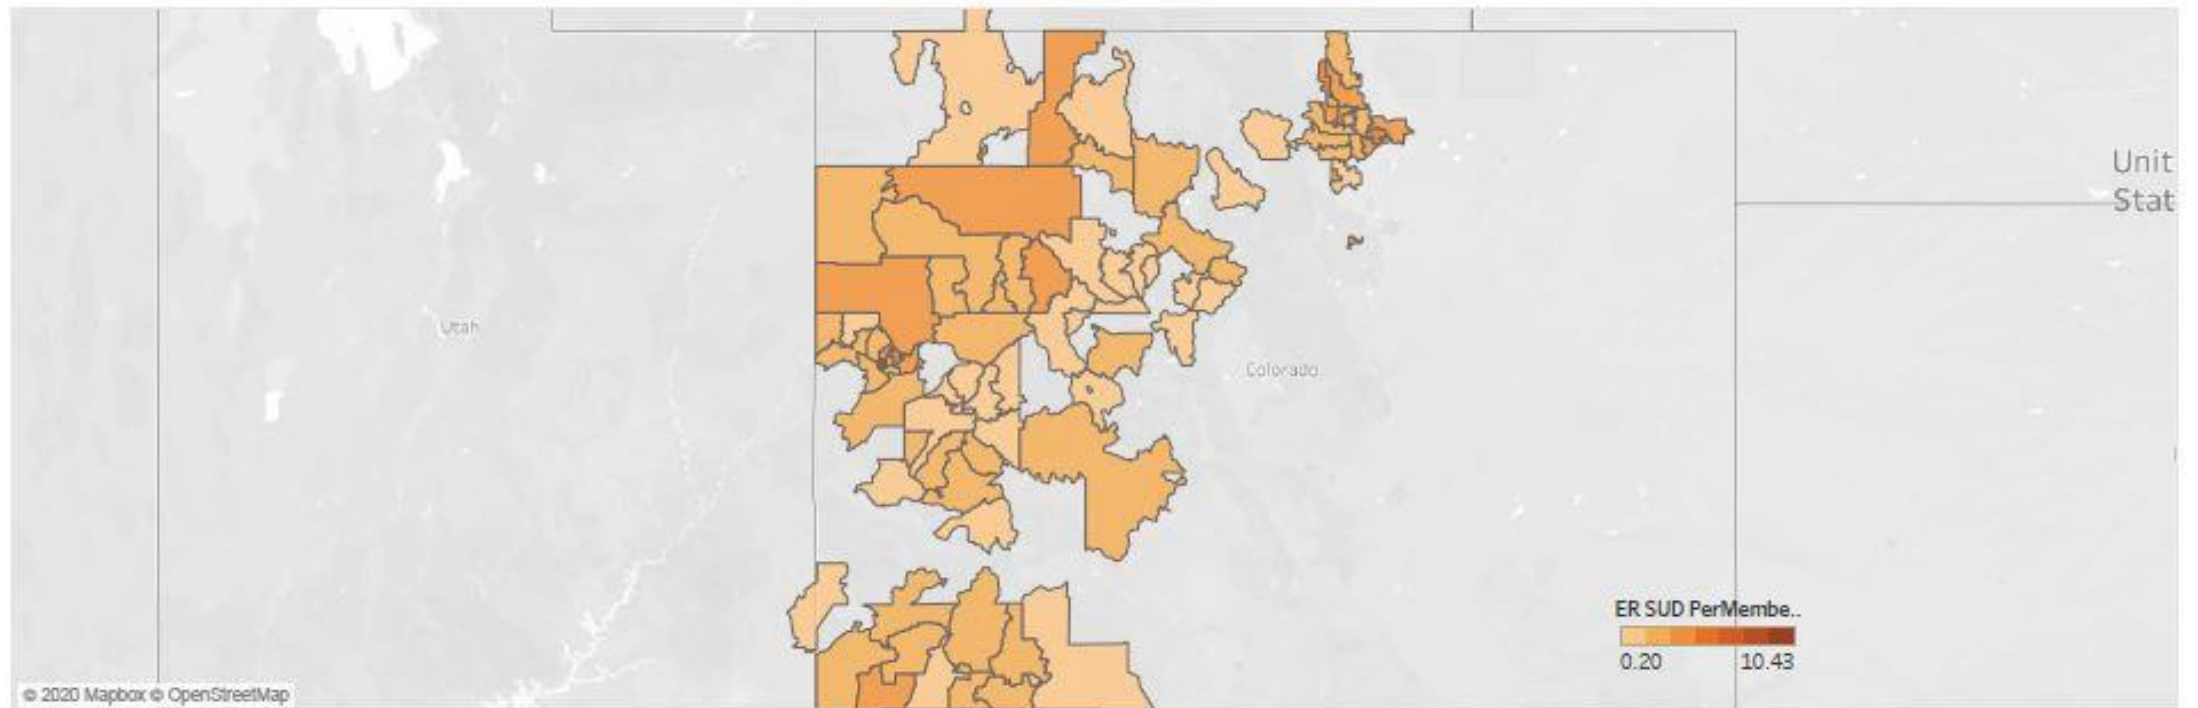 Unit
Stat
Utah
Colorado
ER SUD PerMembe..
0.20 10.43
© 2020 Mapbox © OpenStreetMap